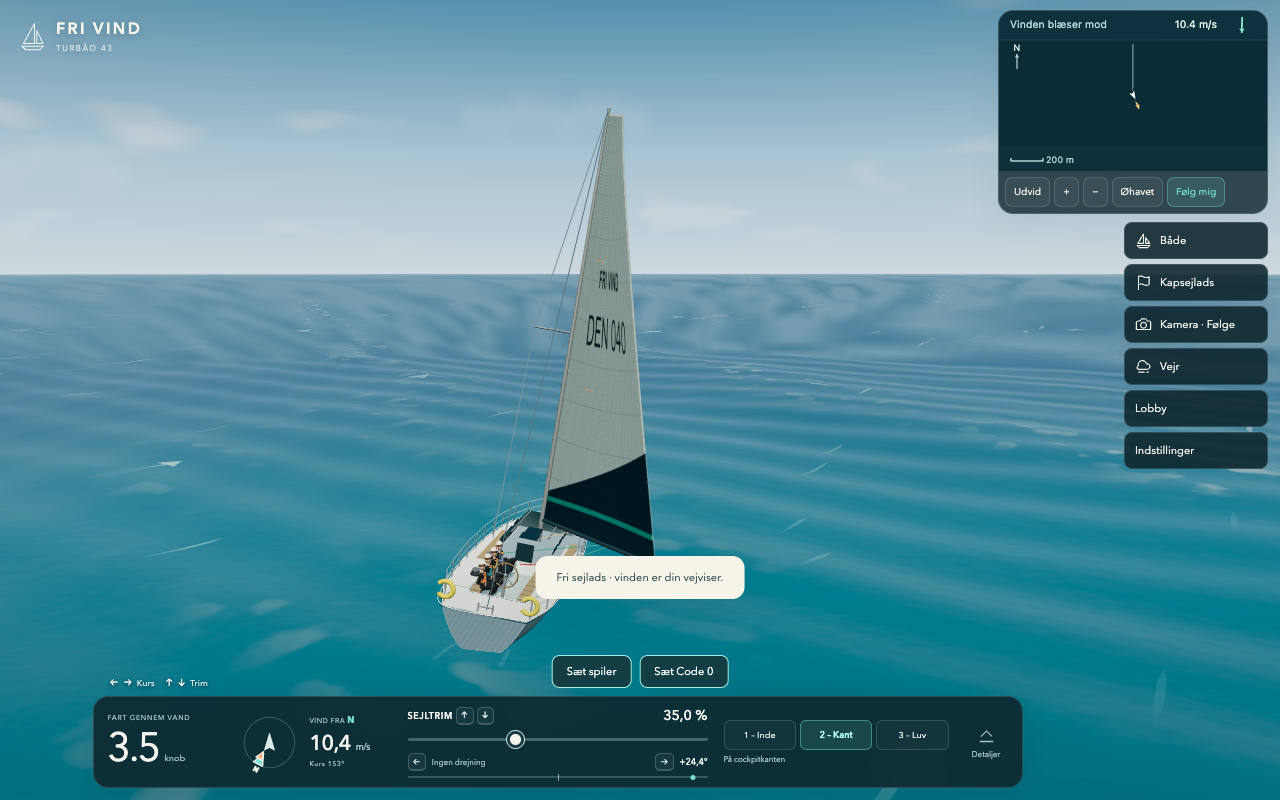 FRI VIND
TURBÅD 43
Vinden blæser mod 10.4 m/s
N
200 m
Udvid + − Øhavet Følg mig
Både
Kapsejlads
Kamera · Følge
Vejr
Lobby
Indstillinger
FRI VIND
DEN 040
Fri sejlads · vinden er din vejviser.
Sæt spiler Sæt Code 0
← → Kurs ↑ ↓ Trim
FART GENNEM VAND
3.5 knob
VIND FRA N
10,4 m/s
Kurs 153°
SEJLTRIM ↑ ↓ 35,0 %
← Ingen drejning → +24,4°
1 – Inde 2 – Kant 3 – Luv
På cockpitkanten
Detaljer